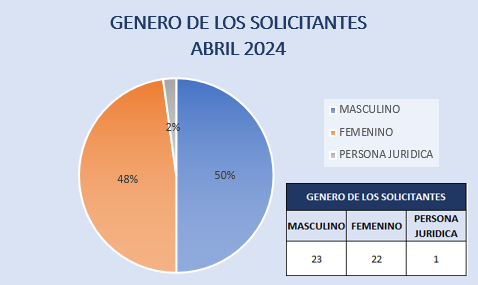 GENERO DE LOS SOLICITANTES
ABRIL 2024
2%
48%
50%
MASCULINO
FEMENINO
PERSONA JURIDICA
GENERO DE LOS SOLICITANTES
MASCULINO FEMENINO PERSONA JURIDICA
23 22 1